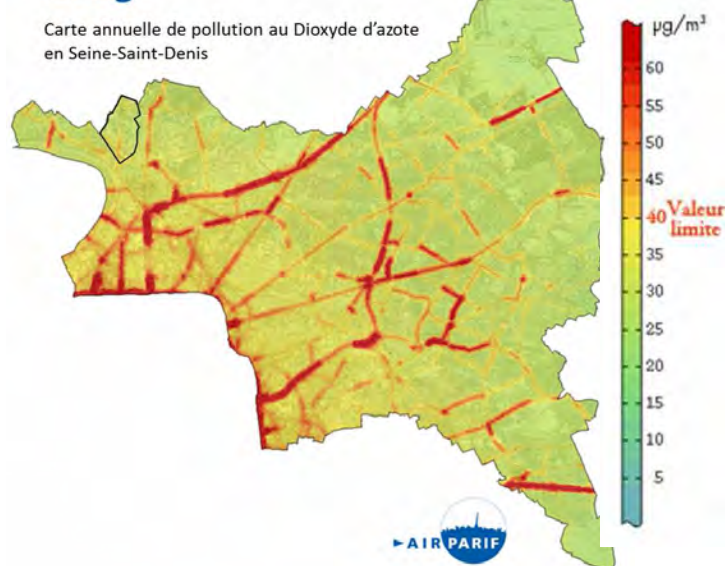 Carte annuelle de pollution au Dioxyde d'azote
en Seine-Saint-Denis
µg/m³
60
55
50
45
40 Valeur
limite
35
30
25
20
15
10
5
AIRPARIF